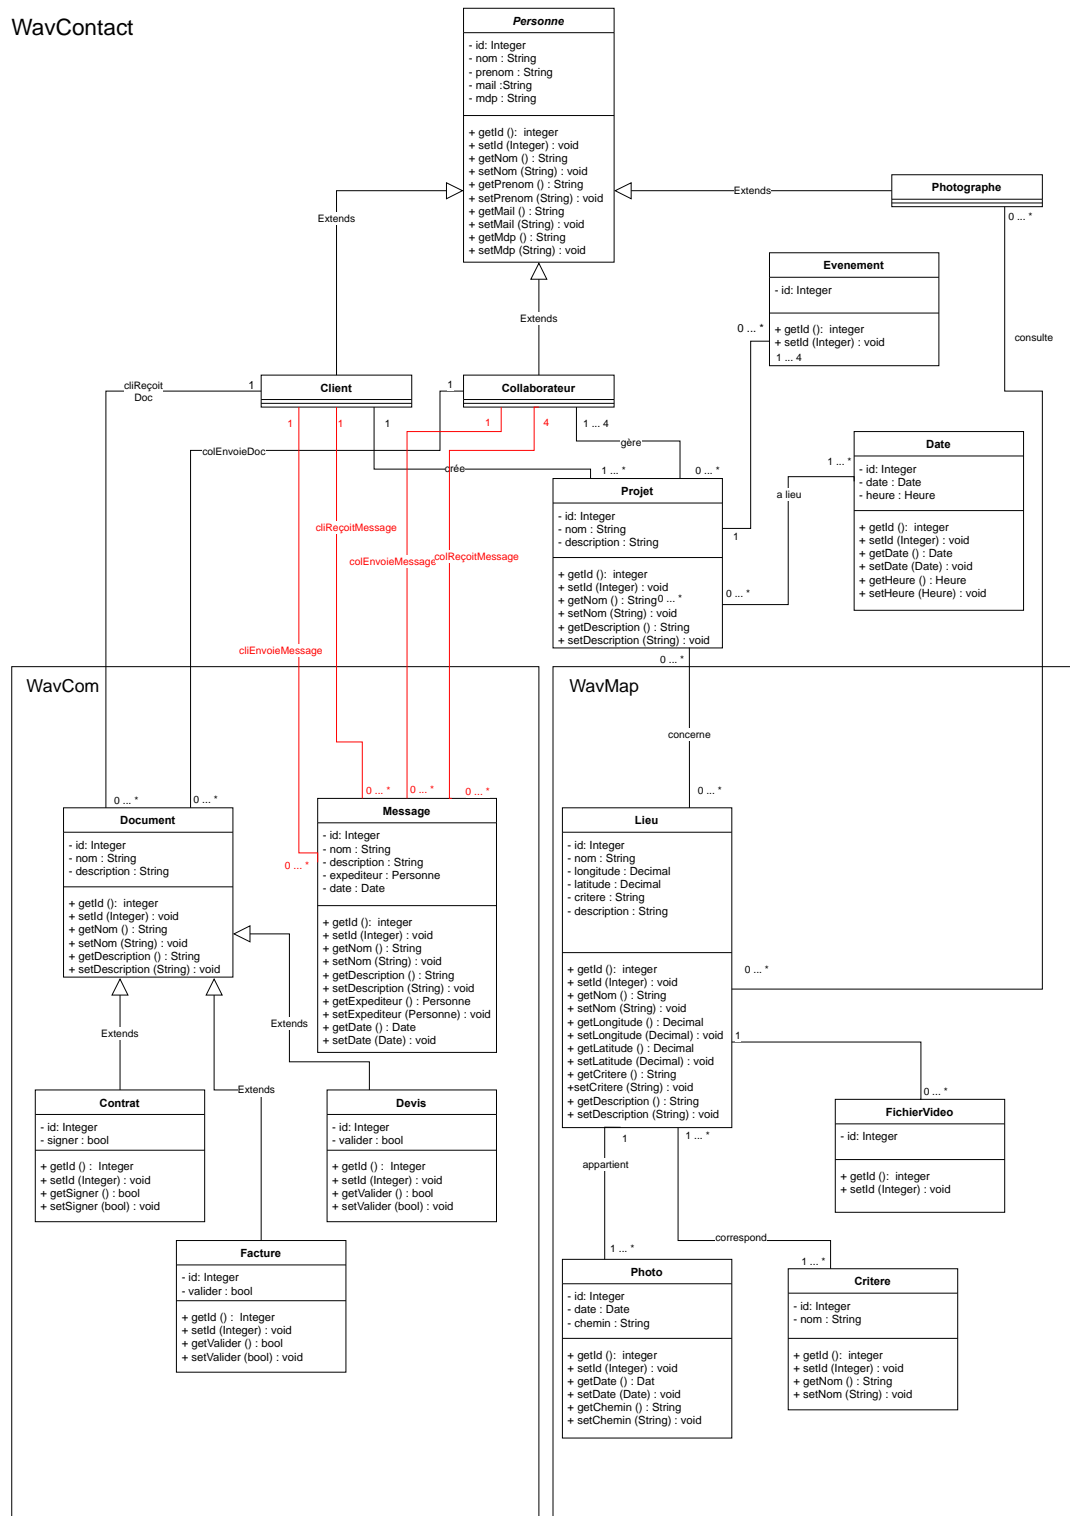 WavContact
Personne
- id: Integer
- nom : String
- prenom : String
- mail :String
- mdp : String
+ getId ():  integer
+ setId (Integer) : void
+ getNom () : String
+ setNom (String) : void
+ getPrenom () : String
+ setPrenom (String) : void
+ getMail () : String
+ setMail (String) : void
+ getMdp () : String
+ setMdp (String) : void
Extends
Extends
Extends
Photographe
0 ... *
consulte
Evenement
- id: Integer
+ getId ():  integer
+ setId (Integer) : void
1 ... 4
0 ... *
cliReçoit
Doc
1
Client
1
Collaborateur
1
1
1
1
4
1 ... 4
colEnvoieDoc
crée
gère
1 ... *
0 ... *
Projet
- id: Integer
- nom : String
- description : String
+ getId ():  integer
+ setId (Integer) : void
+ getNom () : String
0 ... *
+ setNom (String) : void
+ getDescription () : String
+ setDescription (String) : void
1
0 ... *
a lieu
1 ... *
Date
- id: Integer
- date : Date
- heure : Heure
+ getId ():  integer
+ setId (Integer) : void
+ getDate () : Date
+ setDate (Date) : void
+ getHeure () : Heure
+ setHeure (Heure) : void
cliReçoitMessage
colEnvoieMessage
colReçoitMessage
cliEnvoieMessage
0 ... *
concerne
0 ... *
WavCom
0 ... *
0 ... *
Document
- id: Integer
- nom : String
- description : String
+ getId ():  integer
+ setId (Integer) : void
+ getNom () : String
+ setNom (String) : void
+ getDescription () : String
+ setDescription (String) : void
0 ... *
0 ... *
0 ... *
0 ... *
Message
- id: Integer
- nom : String
- description : String
- expediteur : Personne
- date : Date
+ getId ():  integer
+ setId (Integer) : void
+ getNom () : String
+ setNom (String) : void
+ getDescription () : String
+ setDescription (String) : void
+ getExpediteur () : Personne
+ setExpediteur (Personne) : void
+ getDate () : Date
+ setDate (Date) : void
Extends
Extends
Extends
Contrat
- id: Integer
- signer : bool
+ getId () :  Integer
+ setId (Integer) : void
+ getSigner () : bool
+ setSigner (bool) : void
Devis
- id: Integer
- valider : bool
+ getId () :  Integer
+ setId (Integer) : void
+ getValider () : bool
+ setValider (bool) : void
Facture
- id: Integer
- valider : bool
+ getId () :  Integer
+ setId (Integer) : void
+ getValider () : bool
+ setValider (bool) : void
WavMap
Lieu
- id: Integer
- nom : String
- longitude : Decimal
- latitude : Decimal
- critere : String
- description : String
+ getId ():  integer
+ setId (Integer) : void
+ getNom () : String
+ setNom (String) : void
+ getLongitude () : Decimal
+ setLongitude (Decimal) : void
+ getLatitude () : Decimal
+ setLatitude (Decimal) : void
+ getCritere () : String
+setCritere (String) : void
+ getDescription () : String
+ setDescription (String) : void
0 ... *
1
0 ... *
FichierVideo
- id: Integer
+ getId ():  integer
+ setId (Integer) : void
1
1 ... *
appartient
correspond
1 ... *
1 ... *
Photo
- id: Integer
- date : Date
- chemin : String
+ getId ():  integer
+ setId (Integer) : void
+ getDate () : Dat
+ setDate (Date) : void
+ getChemin () : String
+ setChemin (String) : void
Critere
- id: Integer
- nom : String
+ getId ():  integer
+ setId (Integer) : void
+ getNom () : String
+ setNom (String) : void